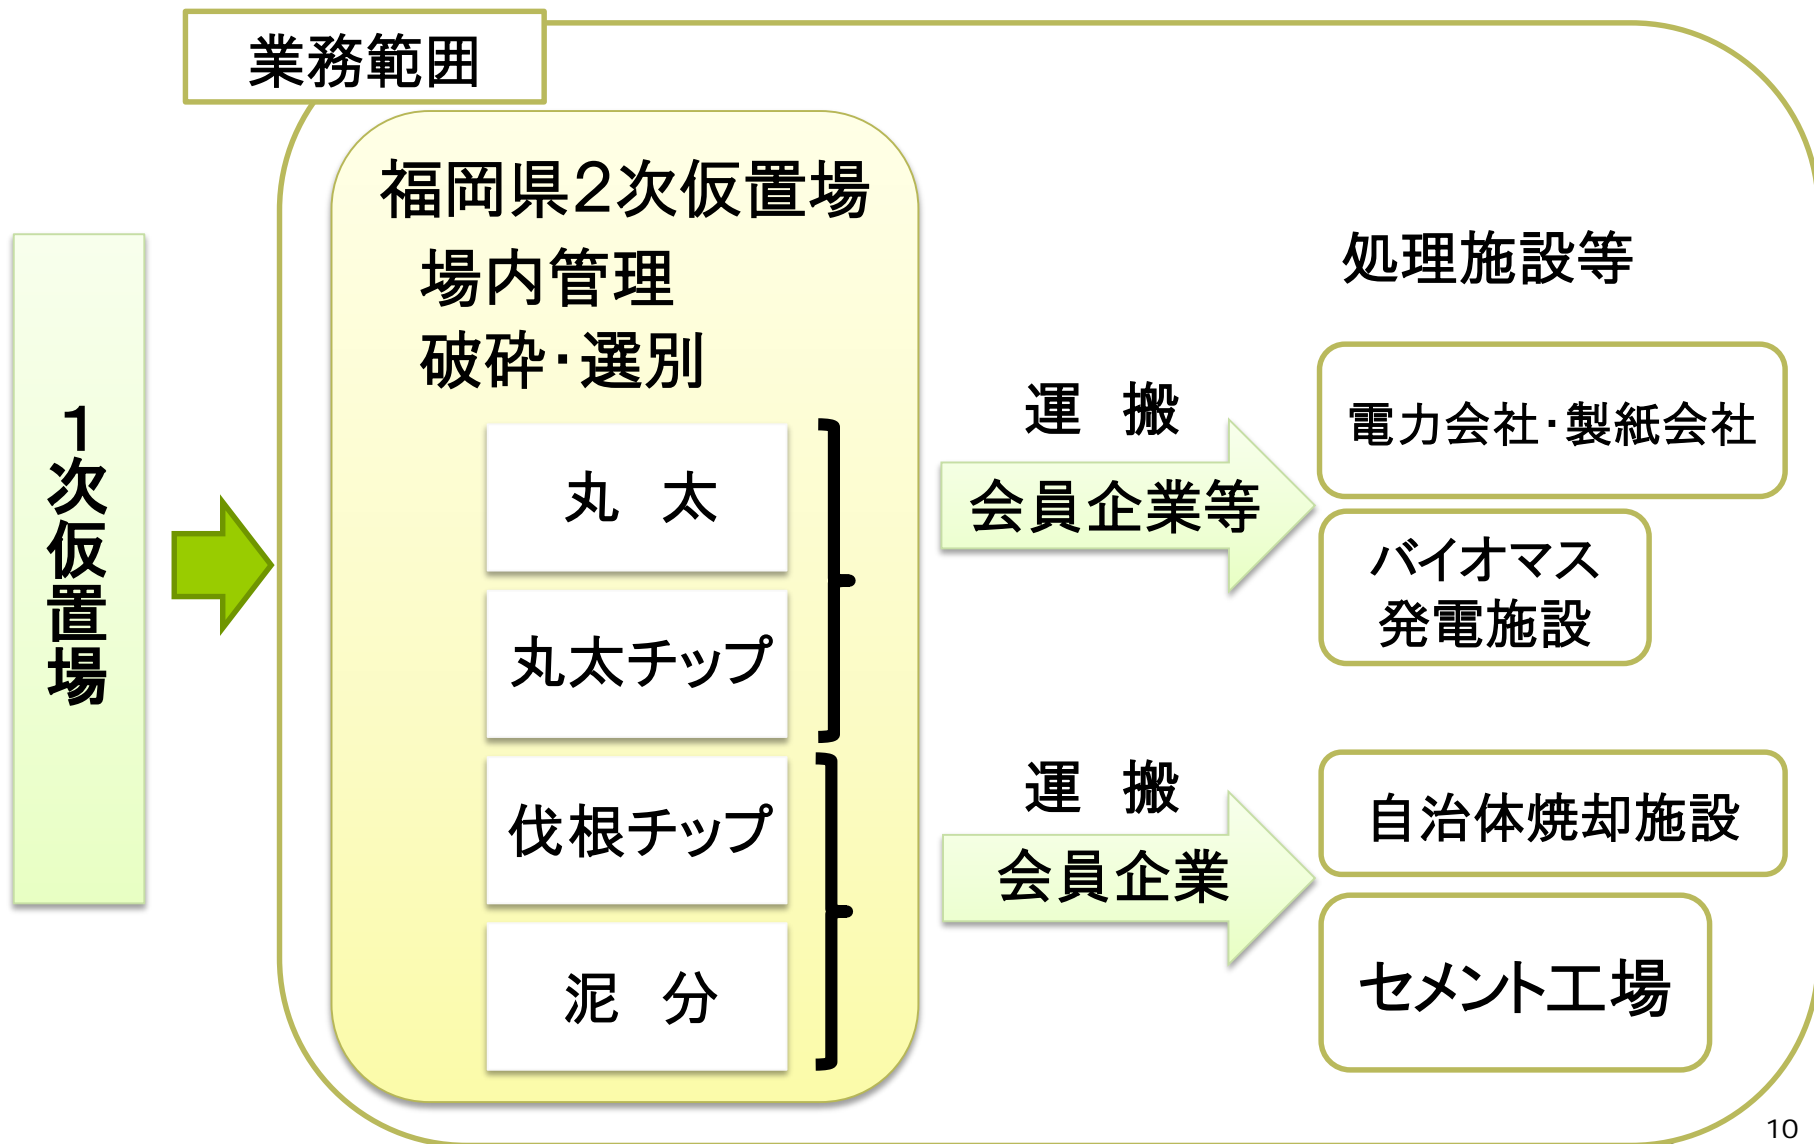 業務範囲
1次仮置場
福岡県2次仮置場
場内管理
破砕・選別
丸　太
丸太チップ
伐根チップ
泥　分
運　搬
会員企業等
運　搬
会員企業
処理施設等
電力会社・製紙会社
バイオマス
発電施設
自治体焼却施設
セメント工場
10